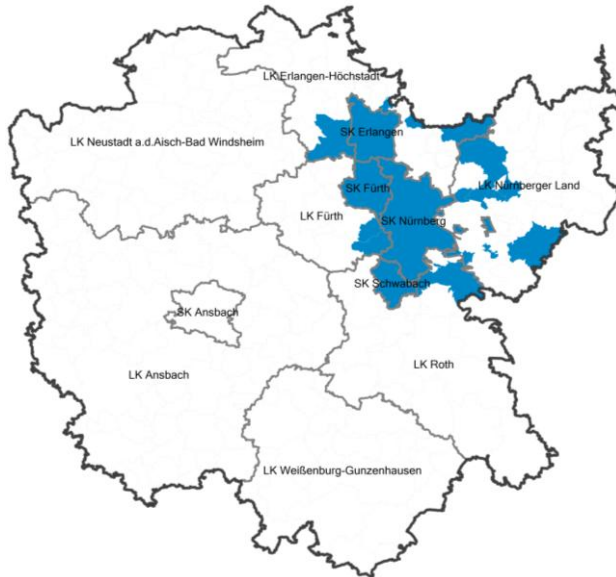 LK Erlangen-Höchstadt
SK Erlangen
LK Neustadt a.d.Aisch-Bad Windsheim
SK Fürth
LK Nürnberger Land
LK Fürth
SK Nürnberg
SK Schwabach
SK Ansbach
LK Roth
LK Ansbach
LK Weißenburg-Gunzenhausen